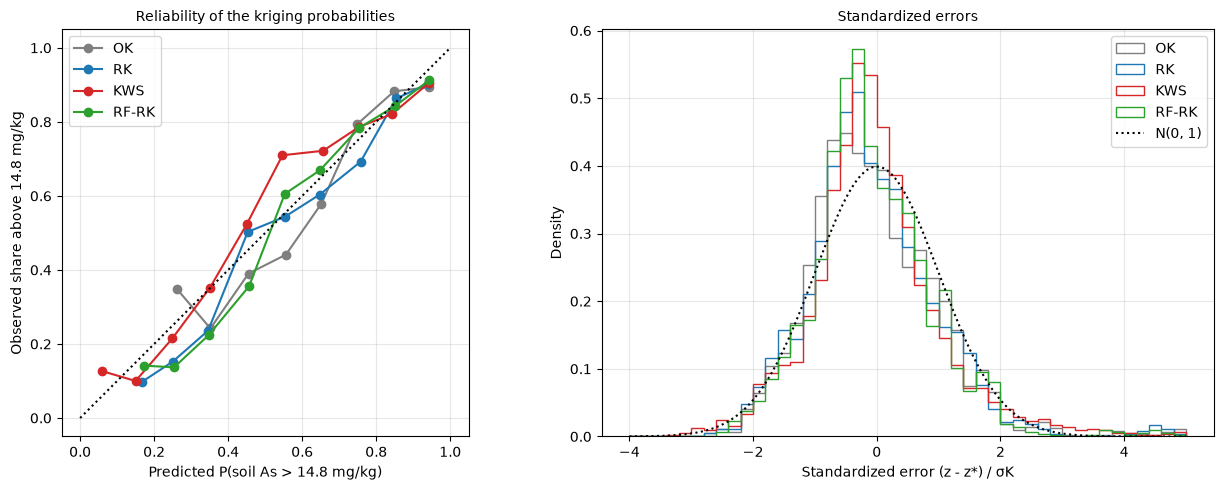 Reliability of the kriging probabilities
OK
RK
KWS
RF-RK
1.0
0.8
0.6
0.4
0.2
0.0
Observed share above 14.8 mg/kg
0.0 0.2 0.4 0.6 0.8 1.0
Predicted P(soil As > 14.8 mg/kg)
Standardized errors
OK
RK
KWS
RF-RK
N(0, 1)
0.6
0.5
0.4
0.3
0.2
0.1
0.0
Density
−4 −2 0 2 4
Standardized error (z - z*) / σK